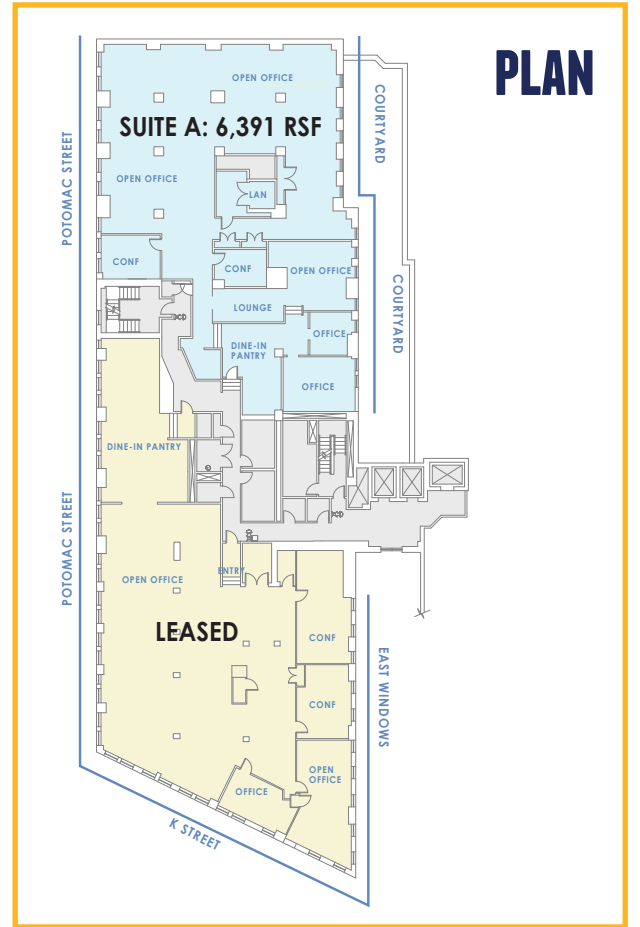 PLAN
OPEN OFFICE
SUITE A: 6,391 RSF
COURTYARD
POTOMAC STREET
OPEN OFFICE
LAN
CONF
CONF
OPEN OFFICE
COURTYARD
LOUNGE
OFFICE
DINE-IN
PANTRY
OFFICE
DINE-IN PANTRY
POTOMAC STREET
ENTRY
OPEN OFFICE
LEASED
CONF
EAST WINDOWS
CONF
OPEN
OFFICE
OFFICE
K STREET